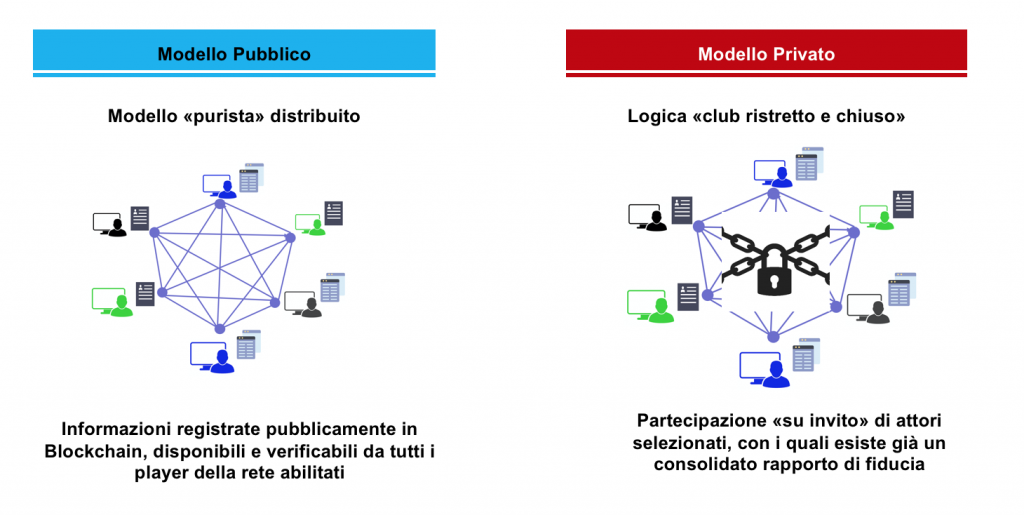 Modello Pubblico
Modello «purista» distribuito
Informazioni registrate pubblicamente in
Blockchain, disponibili e verificabili da tutti i
player della rete abilitati
Modello Privato
Logica «club ristretto e chiuso»
Partecipazione «su invito» di attori
selezionati, con i quali esiste già un
consolidato rapporto di fiducia